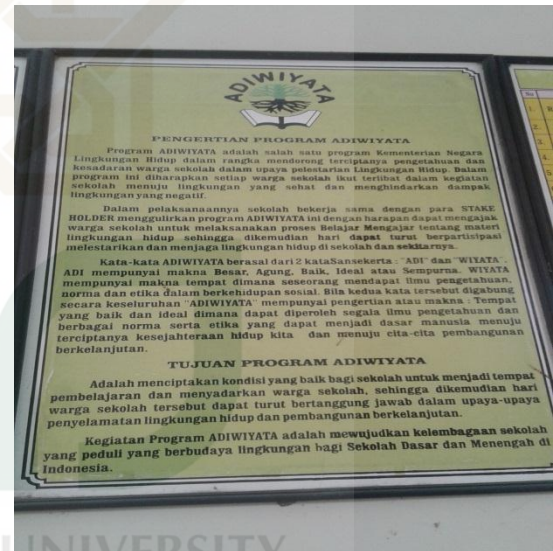 ADIWIYATA
PENGERTIAN PROGRAM ADIWIYATA
Program ADIWIYATA adalah salah satu program Kementerian Negara
Lingkungan Hidup dalam rangka mendorong terciptanya pengetahuan dan
kesadaran warga sekolah dalam upaya pelestarian Lingkungan Hidup. Dalam
program ini diharapkan setiap warga sekolah ikut terlibat dalam kegiatan
sekolah menuju lingkungan yang sehat dan menghindarkan dampak
lingkungan yang negatif.
Dalam pelaksanaannya sekolah bekerja sama dengan para STAKE
HOLDER menggulirkan program ADIWIYATA ini dengan harapan dapat mengajak
warga sekolah untuk melaksanakan proses Belajar Mengajar tentang materi
lingkungan hidup sehingga dikemudian hari dapat turut berpartisipasi
melestarikan dan menjaga lingkungan hidup di sekolah dan sekitarnya.
Kata-kata ADIWIYATA berasal dari 2 kataSansekerta : "ADI" dan "WIYATA".
ADI mempunyai makna Besar, Agung, Baik, Ideal atau Sempurna. WIYATA
mempunyai makna tempat dimana seseorang mendapat ilmu pengetahuan,
norma dan etika dalam berkehidupan sosial. Bila kedua kata tersebut digabung
secara keseluruhan "ADIWIYATA" mempunyai pengertian atau makna : Tempat
yang baik dan ideal dimana dapat diperoleh segala ilmu pengetahuan dan
berbagai norma serta etika yang dapat menjadi dasar manusia menuju
terciptanya kesejahteraan hidup kita dan menuju cita-cita pembangunan
berkelanjutan.
TUJUAN PROGRAM ADIWIYATA
Adalah menciptakan kondisi yang baik bagi sekolah untuk menjadi tempat
pembelajaran dan menyadarkan warga sekolah, sehingga dikemudian hari
warga sekolah tersebut dapat turut bertanggung jawab dalam upaya-upaya
penyelamatan lingkungan hidup dan pembangunan berkelanjutan.
Kegiatan Program ADIWIYATA adalah mewujudkan kelembagaan sekolah
yang peduli yang berbudaya lingkungan bagi Sekolah Dasar dan Menengah di
Indonesia.
UNIVERSITY